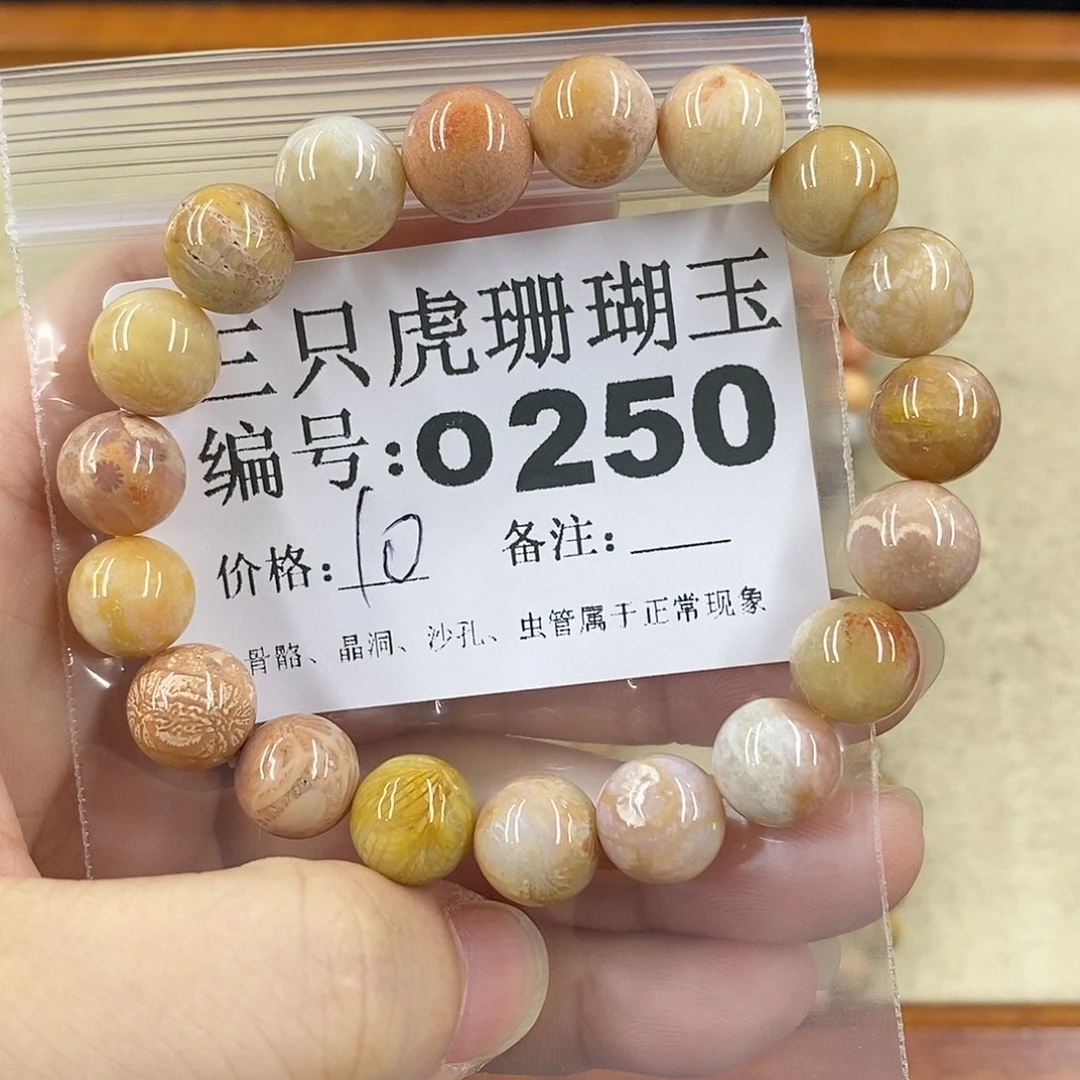 三只虎珊瑚玉
编号:o250
价格:10 备注:___
骨骼、晶洞、沙孔、虫管属于正常现象